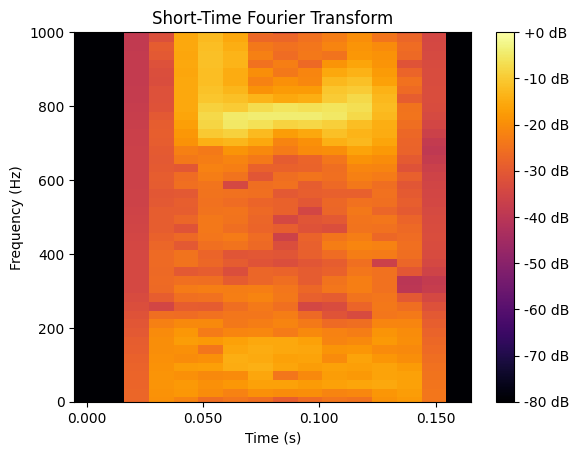 Short-Time Fourier Transform
1000
800
600
400
200
0
Frequency (Hz)
0.000
0.050
0.100
0.150
Time (s)
+0 dB
-10 dB
-20 dB
-30 dB
-40 dB
-50 dB
-60 dB
-70 dB
-80 dB